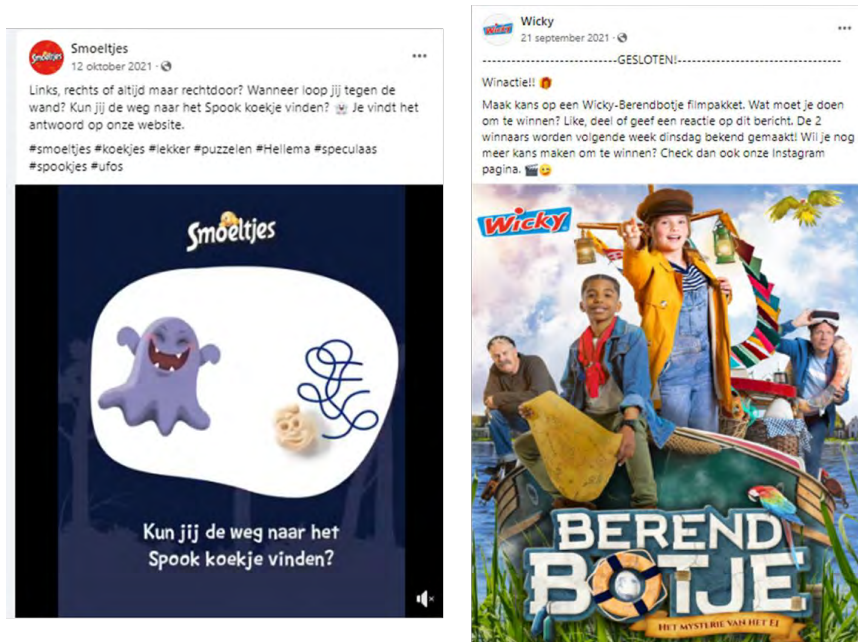 Smoeltjes
Smoeltjes
12 oktober 2021
Links, rechts of altijd maar rechtdoor? Wanneer loop jij tegen de
wand? Kun jij de weg naar het Spook koekje vinden? 👻 Je vindt het
antwoord op onze website.
#smoeltjes #koekjes #lekker #puzzelen #Hellema #speculaas
#spookjes #ufos
Smoeltjes
Kun jij de weg naar het
Spook koekje vinden?
Wicky
Wicky
21 september 2021
----------------------------GESLOTEN!----------------------------------
Winactie!! 🎁
Maak kans op een Wicky-Berendbotje filmpakket. Wat moet je doen
om te winnen? Like, deel of geef een reactie op dit bericht. De 2
winnaars worden volgende week dinsdag bekend gemaakt! Wil je nog
meer kans maken om te winnen? Check dan ook onze Instagram
pagina. 🎬😉
Wicky
BEREND
BOTJE
HET MYSTERIE VAN HET EI